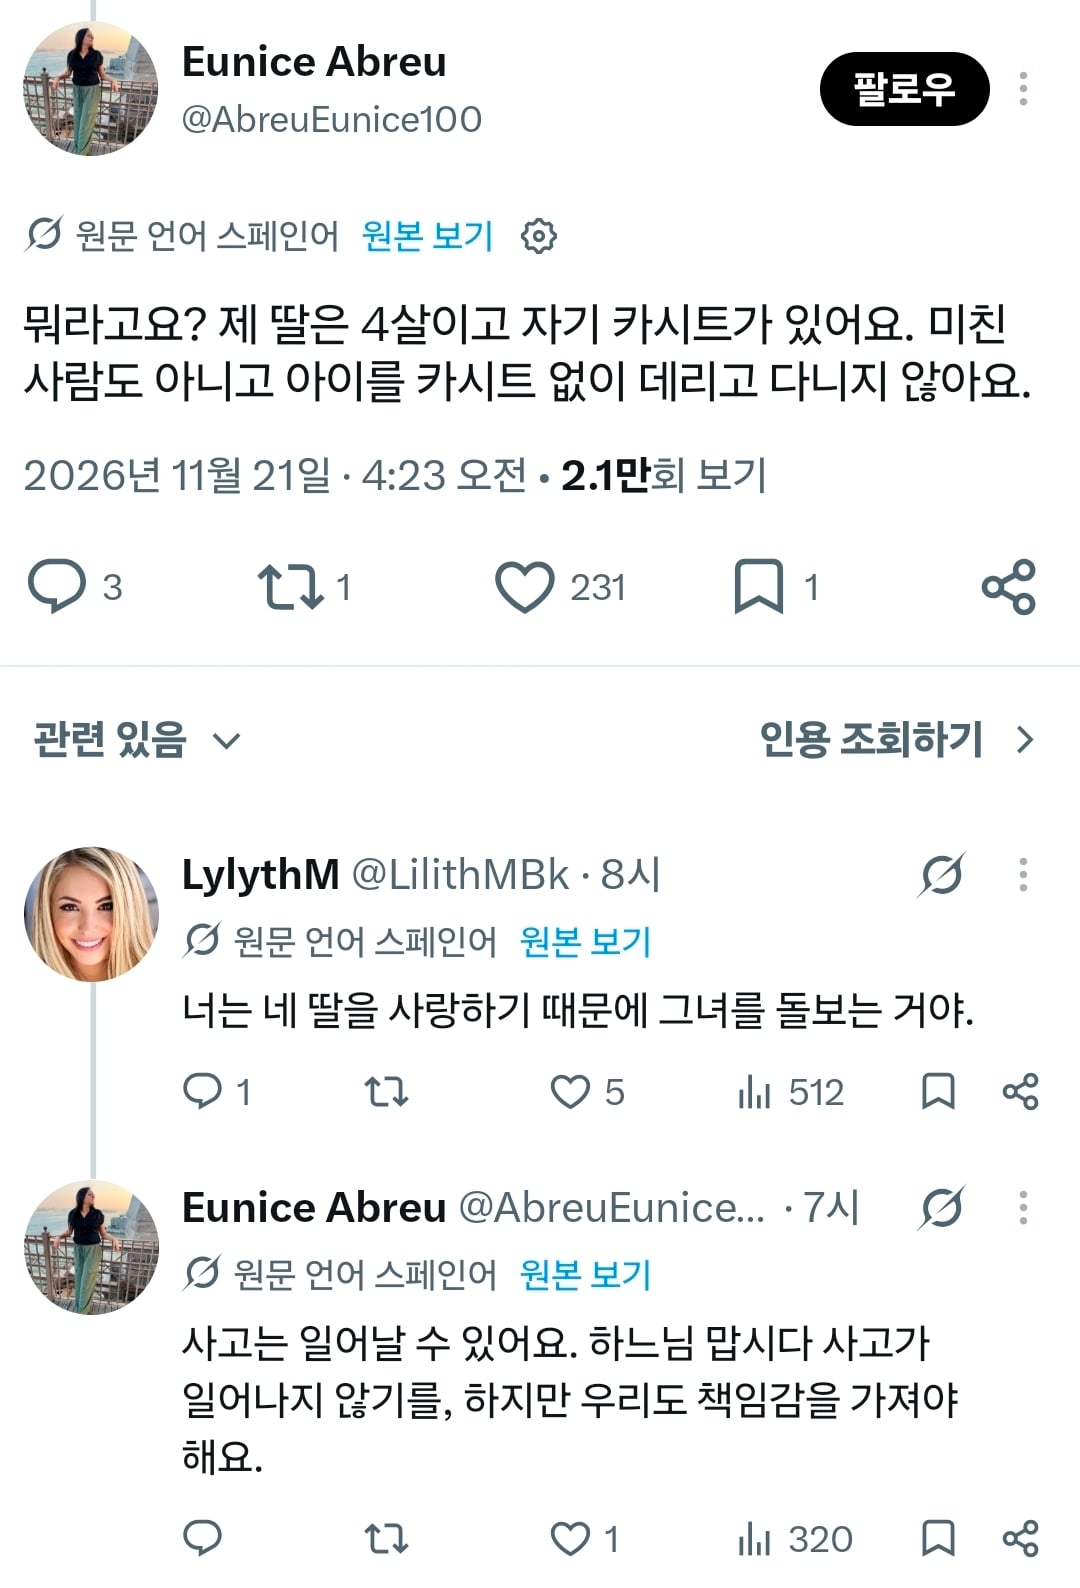 Eunice Abreu
@AbreuEunice100
팔로우
원문 언어 스페인어 원본 보기
뭐라고요? 제 딸은 4살이고 자기 카시트가 있어요. 미친
사람도 아니고 아이를 카시트 없이 데리고 다니지 않아요.
2026년 11월 21일 · 4:23 오전 • 2.1만회 보기
3 1 231 1
관련 있음 인용 조회하기
LylythM @LilithMBk · 8시
원문 언어 스페인어 원본 보기
너는 네 딸을 사랑하기 때문에 그녀를 돌보는 거야.
1 5 512
Eunice Abreu @AbreuEunice... · 7시
원문 언어 스페인어 원본 보기
사고는 일어날 수 있어요. 하느님 맙시다 사고가
일어나지 않기를, 하지만 우리도 책임감을 가져야
해요.
1 320